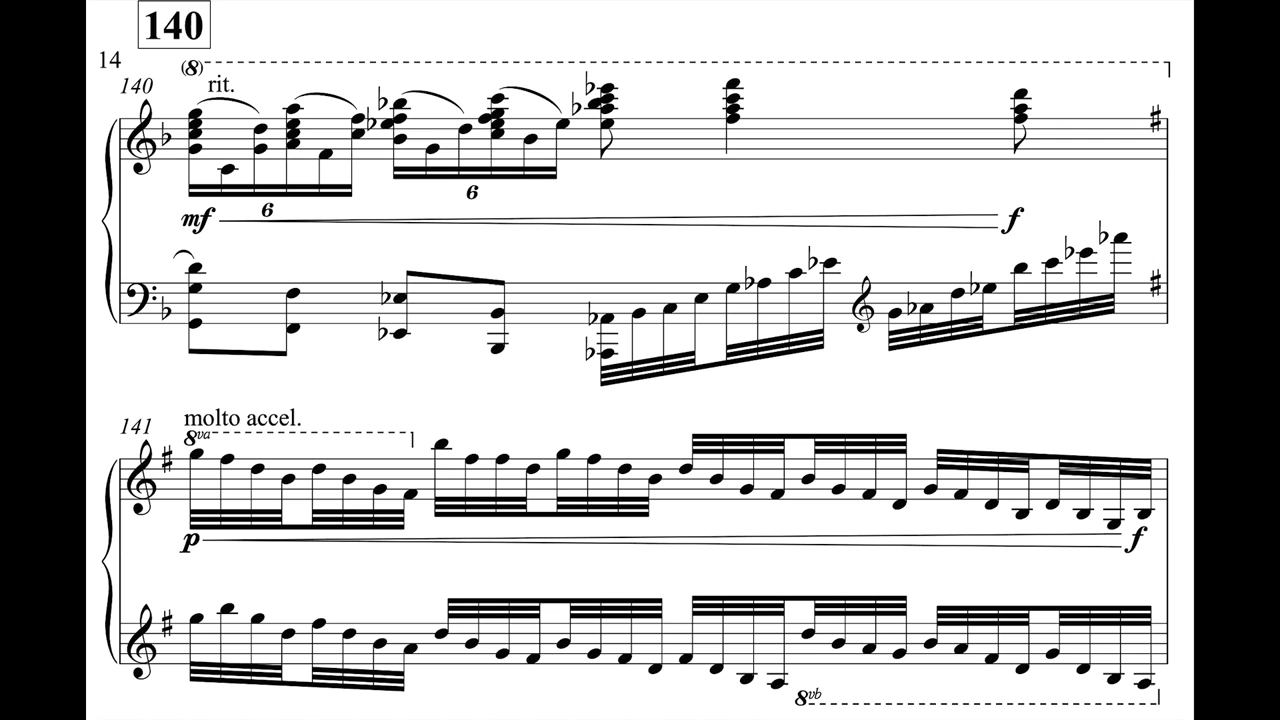 140
14
(8)
140 rit.
6 6
mf f
141 molto accel.
8va
p f
8vb